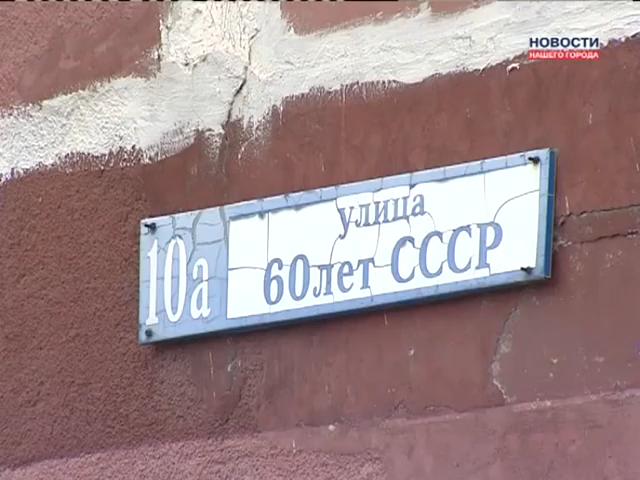 НОВОСТИ
НАШЕГО ГОРОДА
улица
10а
60лет СССР